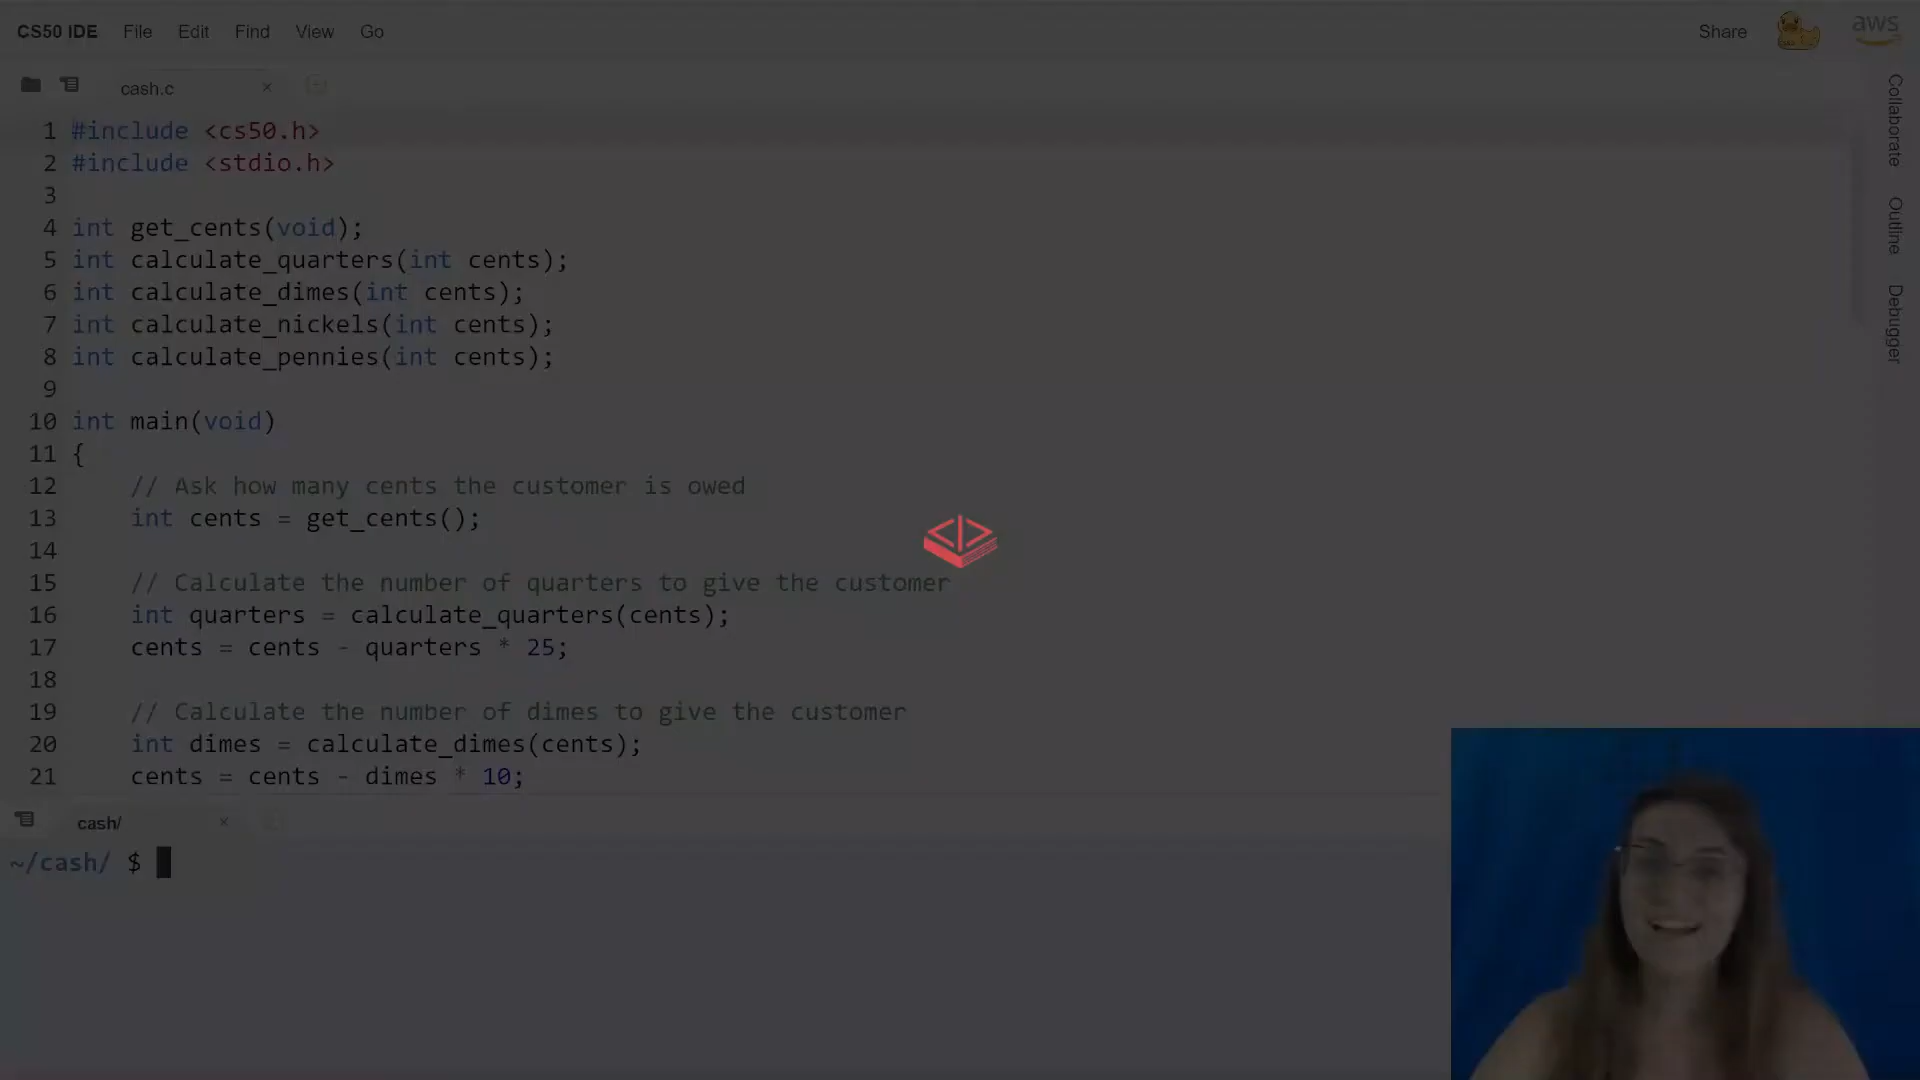 CS50 IDE File Edit Find View Go Share aws
cash.c ×
1 #include <cs50.h>
2 #include <stdio.h>
3
4 int get_cents(void);
5 int calculate_quarters(int cents);
6 int calculate_dimes(int cents);
7 int calculate_nickels(int cents);
8 int calculate_pennies(int cents);
9
10 int main(void)
11 {
12     // Ask how many cents the customer is owed
13     int cents = get_cents();
14
15     // Calculate the number of quarters to give the customer
16     int quarters = calculate_quarters(cents);
17     cents = cents - quarters * 25;
18
19     // Calculate the number of dimes to give the customer
20     int dimes = calculate_dimes(cents);
21     cents = cents - dimes * 10;
Collaborate
Outline
Debugger
cash/ ×
~/cash/ $